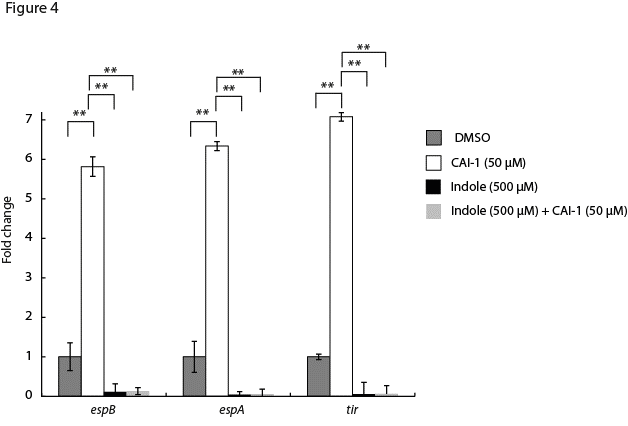 Figure 4
** ** **
** ** **
** ** **
7
6
5
4
3
2
1
0
Fold change
espB espA tir
DMSO
CAI-1 (50 µM)
Indole (500 µM)
Indole (500 µM) + CAI-1 (50 µM)